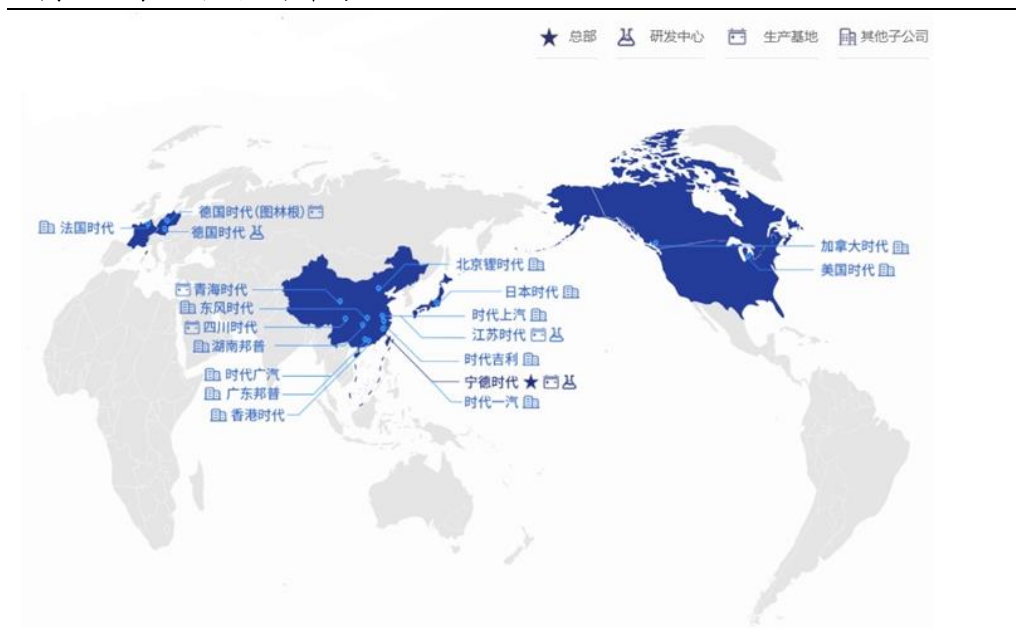 总部 研发中心 生产基地 其他子公司
德国时代(图林根)
法国时代
德国时代
加拿大时代
美国时代
北京锂时代
青海时代
日本时代
东风时代
时代上汽
四川时代
江苏时代
湖南邦普
时代吉利
时代广汽
宁德时代
广东邦普
时代一汽
香港时代